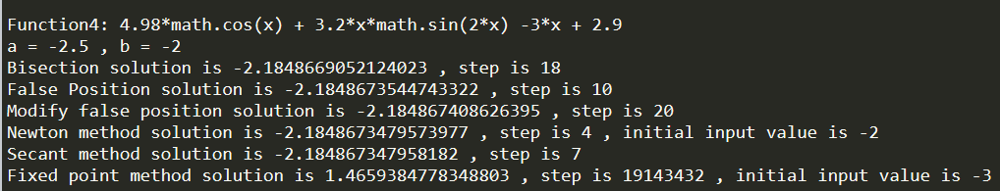 Function4: 4.98*math.cos(x) + 3.2*x*math.sin(2*x) -3*x + 2.9
a = -2.5 , b = -2
Bisection solution is -2.1848669052124023 , step is 18
False Position solution is -2.1848673544743322 , step is 10
Modify false position solution is -2.184867408626395 , step is 20
Newton method solution is -2.1848673479573977 , step is 4 , initial input value is -2
Secant method solution is -2.184867347958182 , step is 7
Fixed point method solution is 1.4659384778348803 , step is 19143432 , initial input value is -3